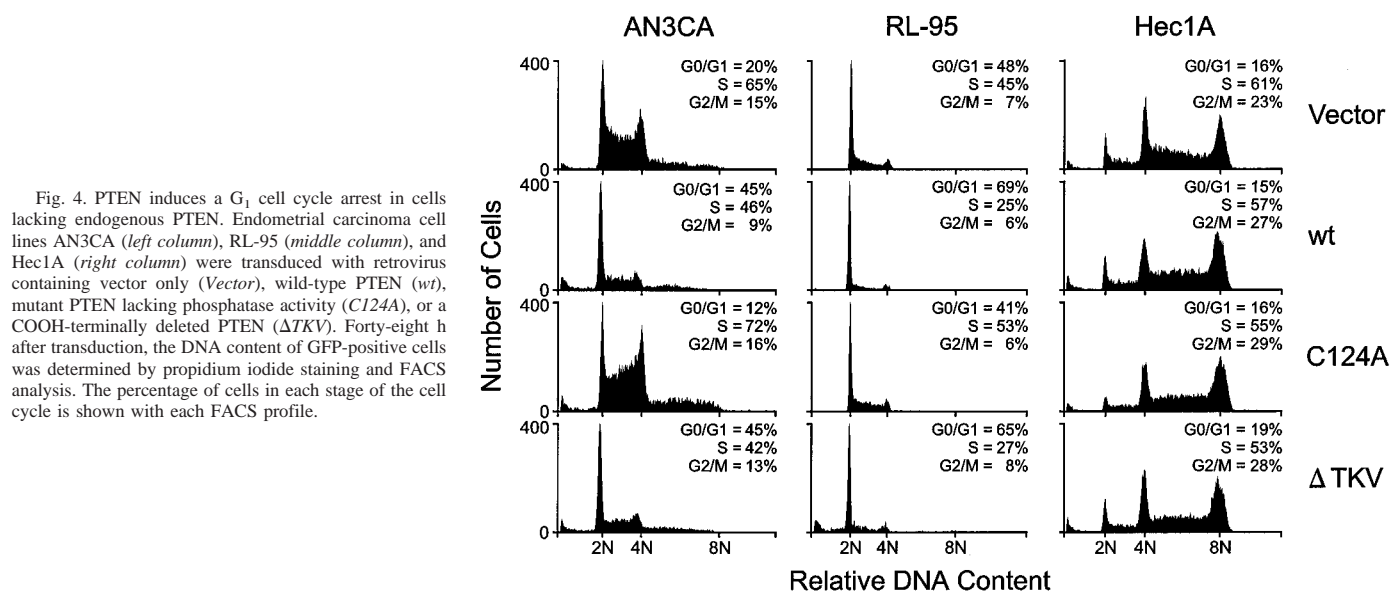 Fig. 4. PTEN induces a G1 cell cycle arrest in cells
lacking endogenous PTEN. Endometrial carcinoma cell
lines AN3CA (left column), RL-95 (middle column), and
Hec1A (right column) were transduced with retrovirus
containing vector only (Vector), wild-type PTEN (wt),
mutant PTEN lacking phosphatase activity (C124A), or a
COOH-terminally deleted PTEN (ΔTKV). Forty-eight h
after transduction, the DNA content of GFP-positive cells
was determined by propidium iodide staining and FACS
analysis. The percentage of cells in each stage of the cell
cycle is shown with each FACS profile.
AN3CA RL-95 Hec1A
Number of Cells
400
0
G0/G1 = 20%
S = 65%
G2/M = 15%
G0/G1 = 48%
S = 45%
G2/M = 7%
G0/G1 = 16%
S = 61%
G2/M = 23%
Vector
400
0
G0/G1 = 45%
S = 46%
G2/M = 9%
G0/G1 = 69%
S = 25%
G2/M = 6%
G0/G1 = 15%
S = 57%
G2/M = 27%
wt
400
0
G0/G1 = 12%
S = 72%
G2/M = 16%
G0/G1 = 41%
S = 53%
G2/M = 6%
G0/G1 = 16%
S = 55%
G2/M = 29%
C124A
400
0
G0/G1 = 45%
S = 42%
G2/M = 13%
G0/G1 = 65%
S = 27%
G2/M = 8%
G0/G1 = 19%
S = 53%
G2/M = 28%
Δ TKV
2N 4N 8N 2N 4N 8N 2N 4N 8N
Relative DNA Content